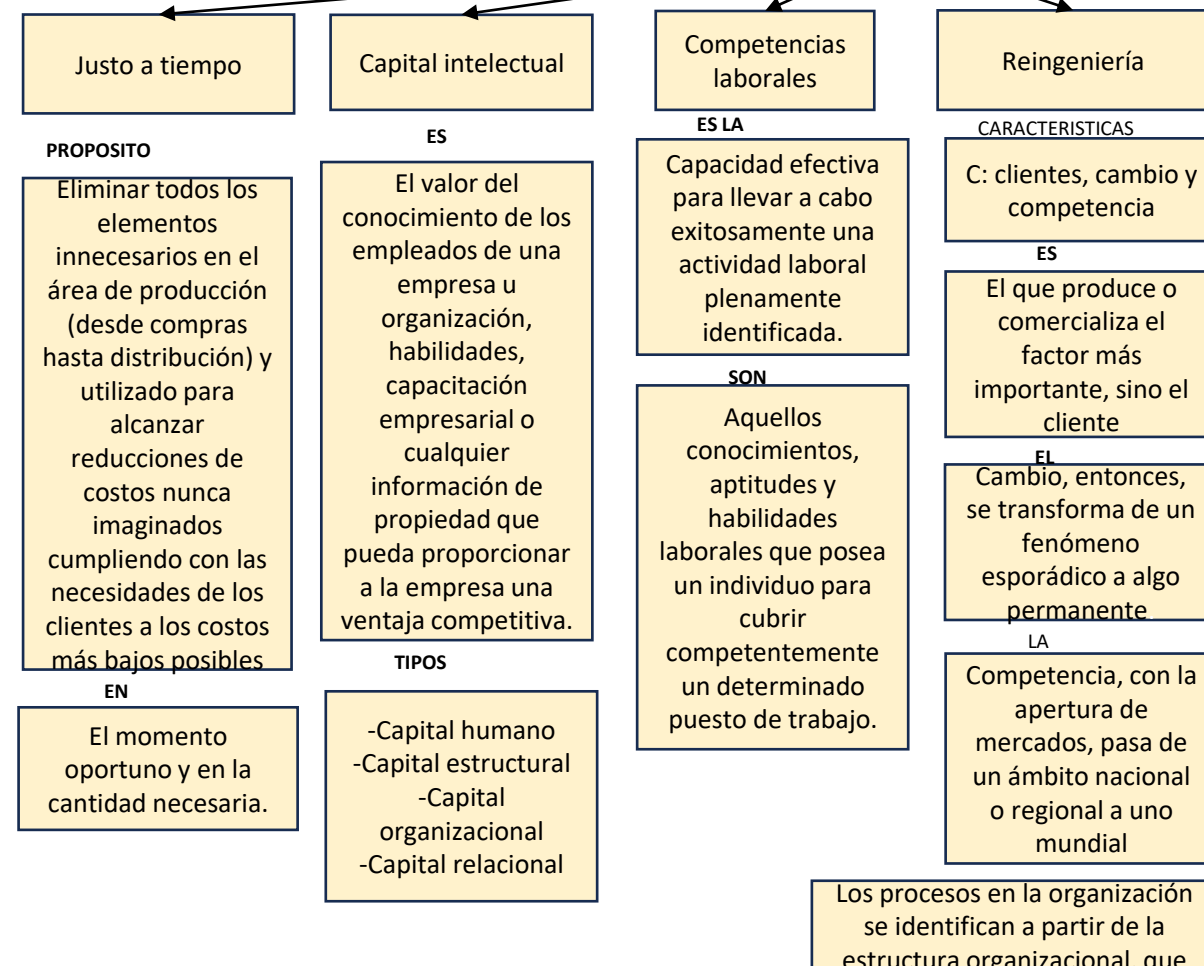 Justo a tiempo
PROPOSITO
Eliminar todos los
elementos
innecesarios en el
área de producción
(desde compras
hasta distribución) y
utilizado para
alcanzar
reducciones de
costos nunca
imaginados
cumpliendo con las
necesidades de los
clientes a los costos
más bajos posibles
EN
El momento
oportuno y en la
cantidad necesaria.
Capital intelectual
ES
El valor del
conocimiento de los
empleados de una
empresa u
organización,
habilidades,
capacitación
empresarial o
cualquier
información de
propiedad que
pueda proporcionar
a la empresa una
ventaja competitiva.
TIPOS
-Capital humano
-Capital estructural
-Capital
organizacional
-Capital relacional
Competencias
laborales
ES LA
Capacidad efectiva
para llevar a cabo
exitosamente una
actividad laboral
plenamente
identificada.
SON
Aquellos
conocimientos,
aptitudes y
habilidades
laborales que posea
un individuo para
cubrir
competentemente
un determinado
puesto de trabajo.
Reingeniería
CARACTERISTICAS
C: clientes, cambio y
competencia
ES
El que produce o
comercializa el
factor más
importante, sino el
cliente
EL
Cambio, entonces,
se transforma de un
fenómeno
esporádico a algo
permanente
LA
Competencia, con la
apertura de
mercados, pasa de
un ámbito nacional
o regional a uno
mundial
Los procesos en la organización
se identifican a partir de la
estructura organizacional, que